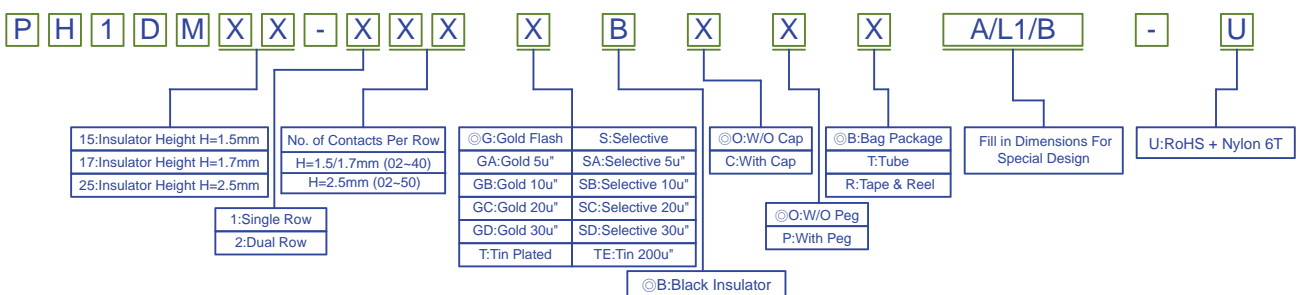 P H 1 D M X X - X X X X B X X X A/L1/B - U
15:Insulator Height H=1.5mm
17:Insulator Height H=1.7mm
25:Insulator Height H=2.5mm
1:Single Row
2:Dual Row
No. of Contacts Per Row
H=1.5/1.7mm (02~40)
H=2.5mm (02~50)
◎G:Gold Flash S:Selective
GA:Gold 5u" SA:Selective 5u"
GB:Gold 10u" SB:Selective 10u"
GC:Gold 20u" SC:Selective 20u"
GD:Gold 30u" SD:Selective 30u"
T:Tin Plated TE:Tin 200u"
◎B:Black Insulator
◎O:W/O Cap
C:With Cap
◎O:W/O Peg
P:With Peg
◎B:Bag Package
T:Tube
R:Tape & Reel
Fill in Dimensions For
Special Design
U:RoHS + Nylon 6T